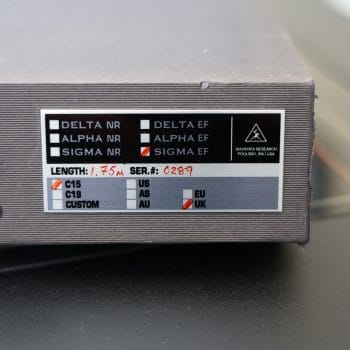 DELTA NR DELTA EF
ALPHA NR ALPHA EF
SIGMA NR SIGMA EF
SHUNYATA RESEARCH
POULSBO, WA | USA
LENGTH: 1.75M SER.#: 0289
C15 US
C19 AS EU
CUSTOM AU UK